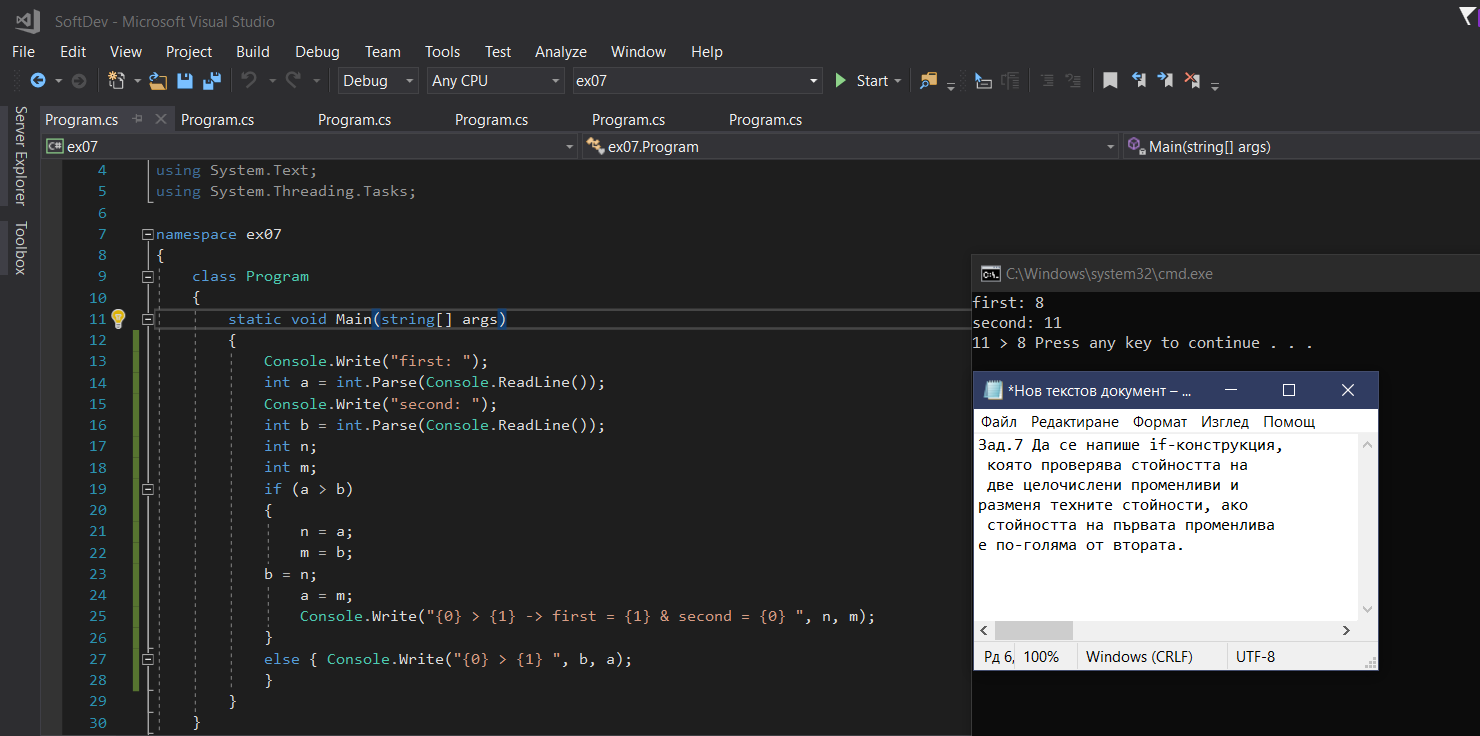 SoftDev - Microsoft Visual Studio
File Edit View Project Build Debug Team Tools Test Analyze Window Help
Debug Any CPU ex07 Start
Server Explorer
Toolbox
Program.cs Program.cs Program.cs Program.cs Program.cs Program.cs
C# ex07 ex07.Program Main(string[] args)
4 using System.Text;
5 using System.Threading.Tasks;
6
7 namespace ex07
8 {
9 class Program
10 {
11 static void Main(string[] args)
12 {
13 Console.Write("first: ");
14 int a = int.Parse(Console.ReadLine());
15 Console.Write("second: ");
16 int b = int.Parse(Console.ReadLine());
17 int n;
18 int m;
19 if (a > b)
20 {
21 n = a;
22 m = b;
23 b = n;
24 a = m;
25 Console.Write("{0} > {1} -> first = {1} & second = {0} ", n, m);
26 }
27 else { Console.Write("{0} > {1} ", b, a);
28 }
29 }
30 }
C:\Windows\system32\cmd.exe
first: 8
second: 11
11 > 8 Press any key to continue . . .
*Нов текстов документ – ...
Файл Редактиране Формат Изглед Помощ
Зад.7 Да се напише if-конструкция,
която проверява стойността на
две целочислени променливи и
разменя техните стойности, ако
стойността на първата променлива
е по-голяма от втората.
Рд 6, 100% Windows (CRLF) UTF-8